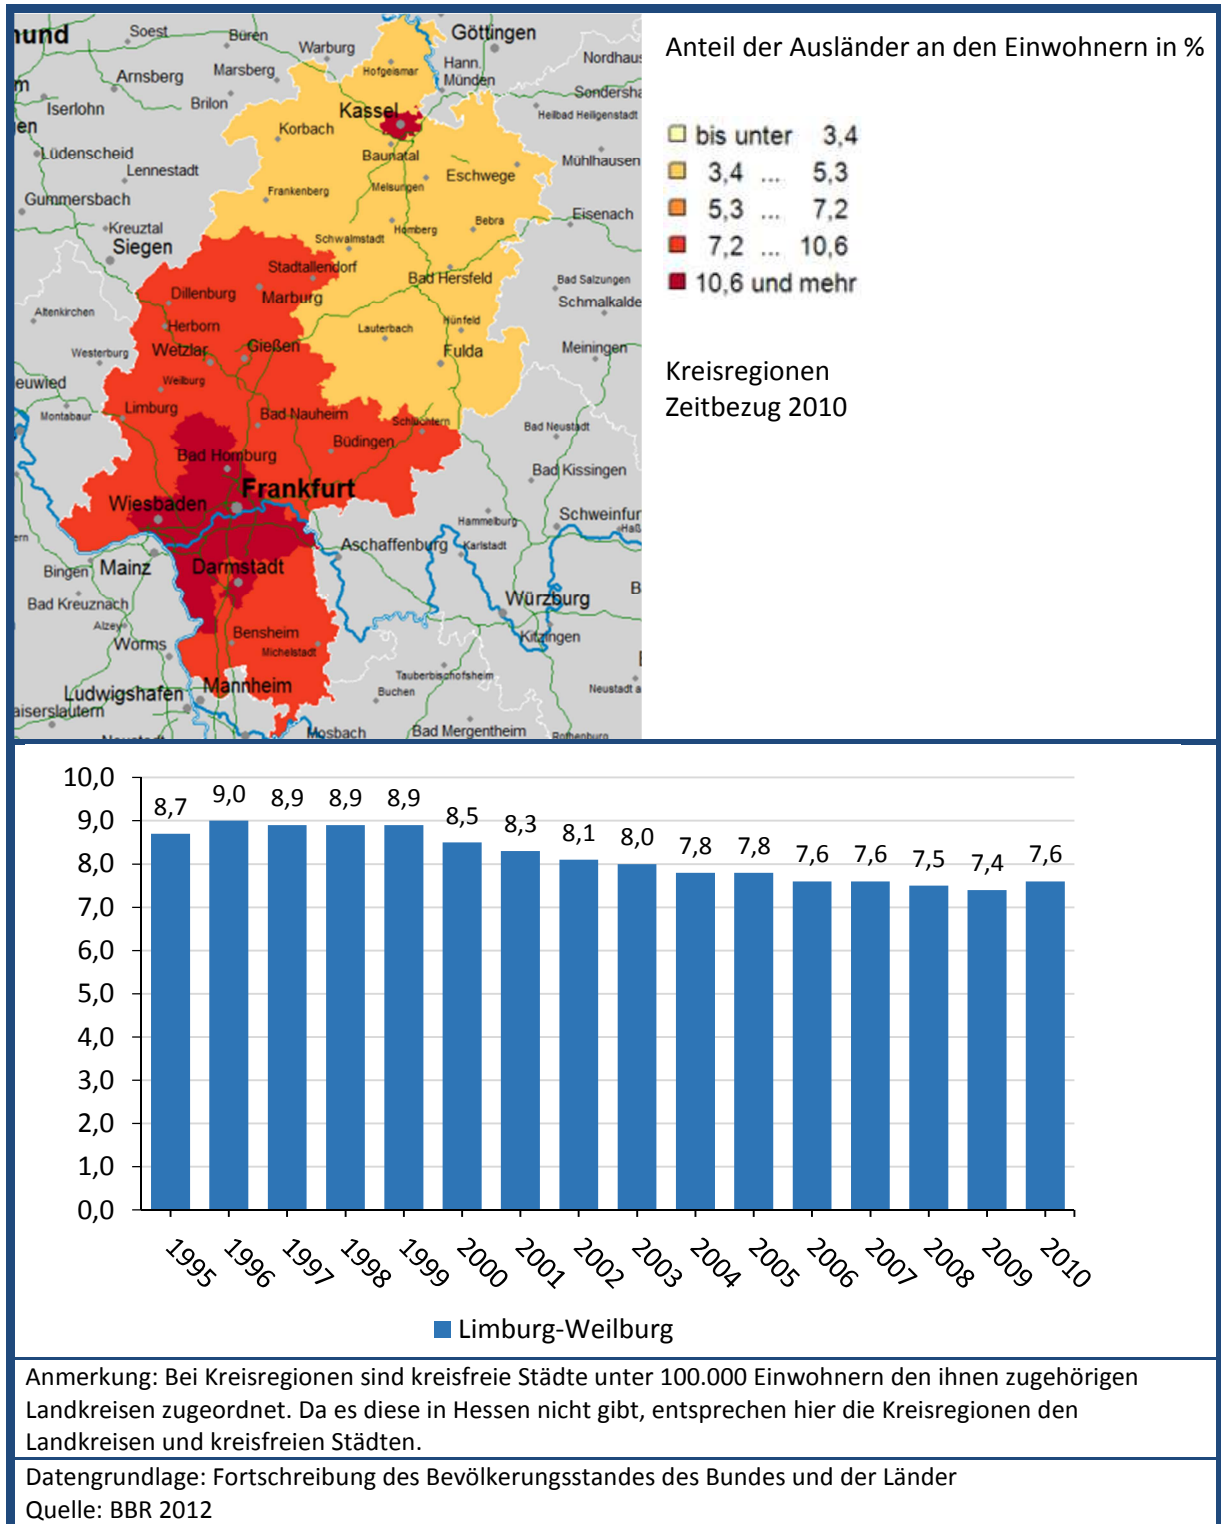 mund
Soest
Büren
Warburg
Göttingen
Hofgeismar
Hann.
Münden
Arnsberg
Marsberg
Iserlohn
Brilon
Kassel
Heilbad Heiligenstadt
Korbach
Lüdenscheid
Baunatal
Mühlhausen
Lennestadt
Eschwege
Frankenberg
Melsungen
Gummersbach
Eisenach
Kreuztal
Homberg
Bebra
Siegen
Schwalmstadt
Stadtallendorf
Bad Hersfeld
Bad Salzungen
Dillenburg
Marburg
Altenkirchen
Herborn
Lauterbach
Hünfeld
Westerburg
Wetzlar
Gießen
Fulda
Meiningen
Weilburg
Montabaur
Limburg
Bad Nauheim
Schlüchtern
Bad Neustadt
Büdingen
Bad Homburg
Bad Kissingen
Frankfurt
Wiesbaden
Hammelburg
Aschaffenburg
Karlstadt
Bingen
Mainz
Darmstadt
Bad Kreuznach
Würzburg
Alzey
Bensheim
Kitzingen
Worms
Michelstadt
Tauberbischofsheim
Ludwigshafen
Mannheim
Buchen
Mosbach
Bad Mergentheim
Anteil der Ausländer an den Einwohnern in %
bis unter 3,4
3,4 ... 5,3
5,3 ... 7,2
7,2 ... 10,6
10,6 und mehr
Kreisregionen
Zeitbezug 2010
10,0
9,0
8,0
7,0
6,0
5,0
4,0
3,0
2,0
1,0
0,0
8,7 9,0 8,9 8,9 8,9 8,5 8,3 8,1 8,0 7,8 7,8 7,6 7,6 7,5 7,4 7,6
1995 1996 1997 1998 1999 2000 2001 2002 2003 2004 2005 2006 2007 2008 2009 2010
Limburg-Weilburg
Anmerkung: Bei Kreisregionen sind kreisfreie Städte unter 100.000 Einwohnern den ihnen zugehörigen
Landkreisen zugeordnet. Da es diese in Hessen nicht gibt, entsprechen hier die Kreisregionen den
Landkreisen und kreisfreien Städten.
Datengrundlage: Fortschreibung des Bevölkerungsstandes des Bundes und der Länder
Quelle: BBR 2012